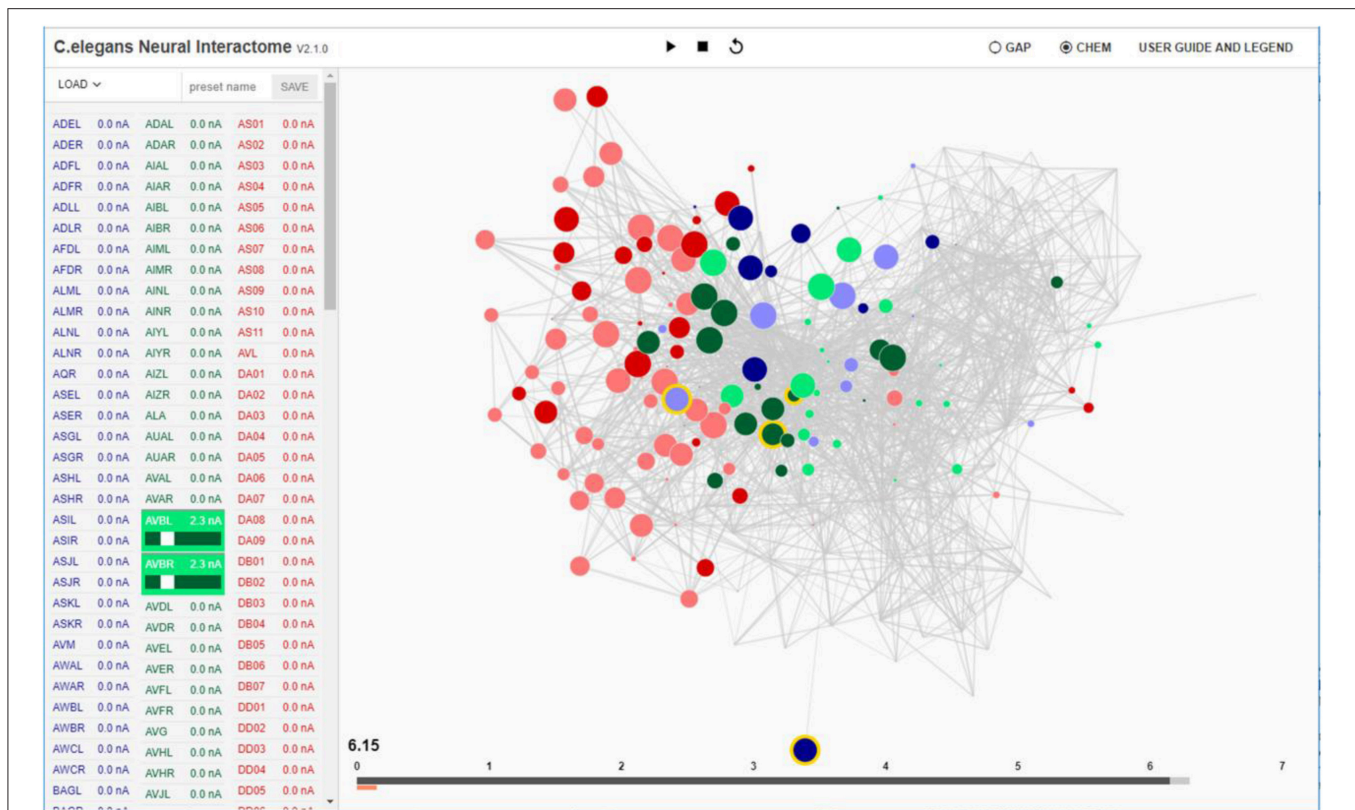 C.elegans Neural Interactome V2.1.0
GAP CHEM USER GUIDE AND LEGEND
LOAD preset name SAVE
ADEL 0.0 nA ADAL 0.0 nA AS01 0.0 nA
ADER 0.0 nA ADAR 0.0 nA AS02 0.0 nA
ADFL 0.0 nA AIAL 0.0 nA AS03 0.0 nA
ADFR 0.0 nA AIAR 0.0 nA AS04 0.0 nA
ADLL 0.0 nA AIBL 0.0 nA AS05 0.0 nA
ADLR 0.0 nA AIBR 0.0 nA AS06 0.0 nA
AFDL 0.0 nA AIML 0.0 nA AS07 0.0 nA
AFDR 0.0 nA AIMR 0.0 nA AS08 0.0 nA
ALML 0.0 nA AINL 0.0 nA AS09 0.0 nA
ALMR 0.0 nA AINR 0.0 nA AS10 0.0 nA
ALNL 0.0 nA AIYL 0.0 nA AS11 0.0 nA
ALNR 0.0 nA AIYR 0.0 nA AVL 0.0 nA
AQR 0.0 nA AIZL 0.0 nA DA01 0.0 nA
ASEL 0.0 nA AIZR 0.0 nA DA02 0.0 nA
ASER 0.0 nA ALA 0.0 nA DA03 0.0 nA
ASGL 0.0 nA AUAL 0.0 nA DA04 0.0 nA
ASGR 0.0 nA AUAR 0.0 nA DA05 0.0 nA
ASHL 0.0 nA AVAL 0.0 nA DA06 0.0 nA
ASHR 0.0 nA AVAR 0.0 nA DA07 0.0 nA
ASIL 0.0 nA AVBL 2.3 nA DA08 0.0 nA
ASIR 0.0 nA DA09 0.0 nA
ASJL 0.0 nA AVBR 2.3 nA DB01 0.0 nA
ASJR 0.0 nA DB02 0.0 nA
ASKL 0.0 nA AVDL 0.0 nA DB03 0.0 nA
ASKR 0.0 nA AVDR 0.0 nA DB04 0.0 nA
AVM 0.0 nA AVEL 0.0 nA DB05 0.0 nA
AWAL 0.0 nA AVER 0.0 nA DB06 0.0 nA
AWAR 0.0 nA AVFL 0.0 nA DB07 0.0 nA
AWBL 0.0 nA AVFR 0.0 nA DD01 0.0 nA
AWBR 0.0 nA AVG 0.0 nA DD02 0.0 nA
AWCL 0.0 nA AVHL 0.0 nA DD03 0.0 nA
AWCR 0.0 nA AVHR 0.0 nA DD04 0.0 nA
BAGL 0.0 nA AVJL 0.0 nA DD05 0.0 nA
6.15
0 1 2 3 4 5 6 7